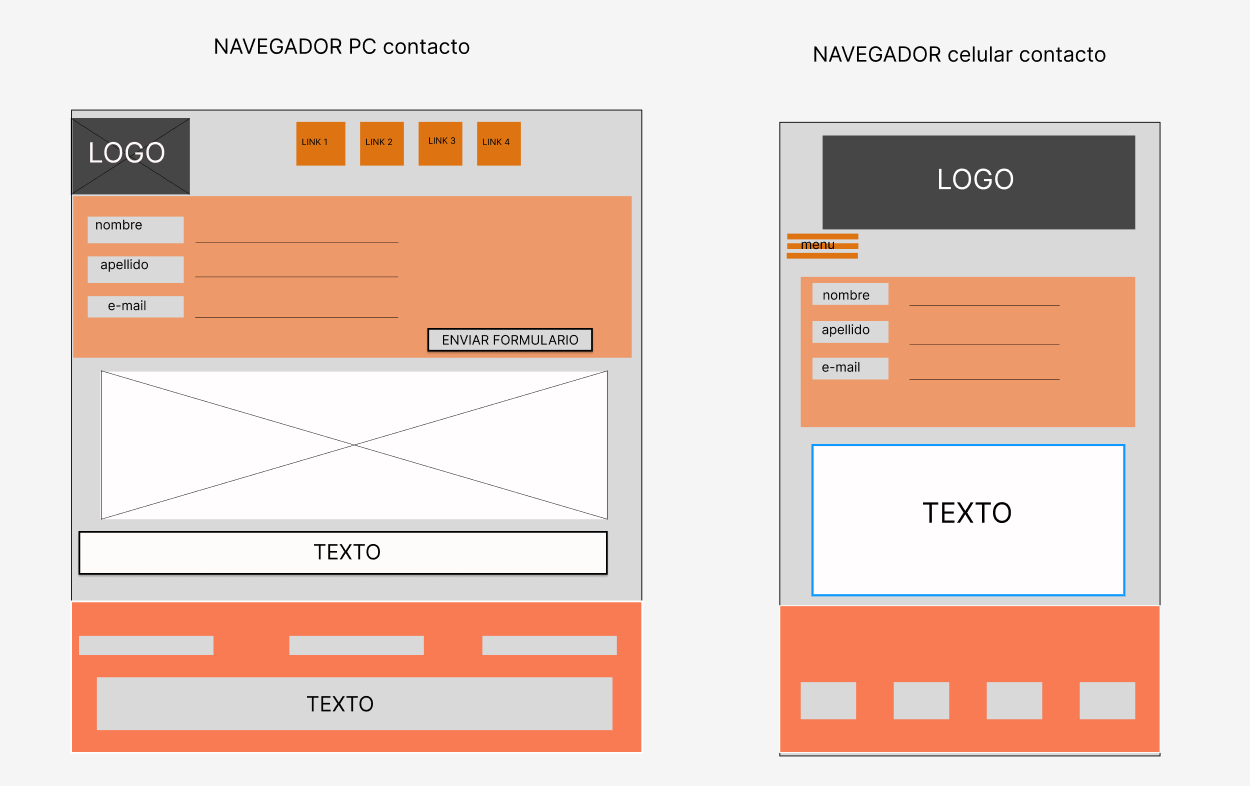 NAVEGADOR PC contacto
LOGO
LINK 1
LINK 2
LINK 3
LINK 4
nombre
apellido
e-mail
ENVIAR FORMULARIO
TEXTO
TEXTO
NAVEGADOR celular contacto
LOGO
menu
nombre
apellido
e-mail
TEXTO